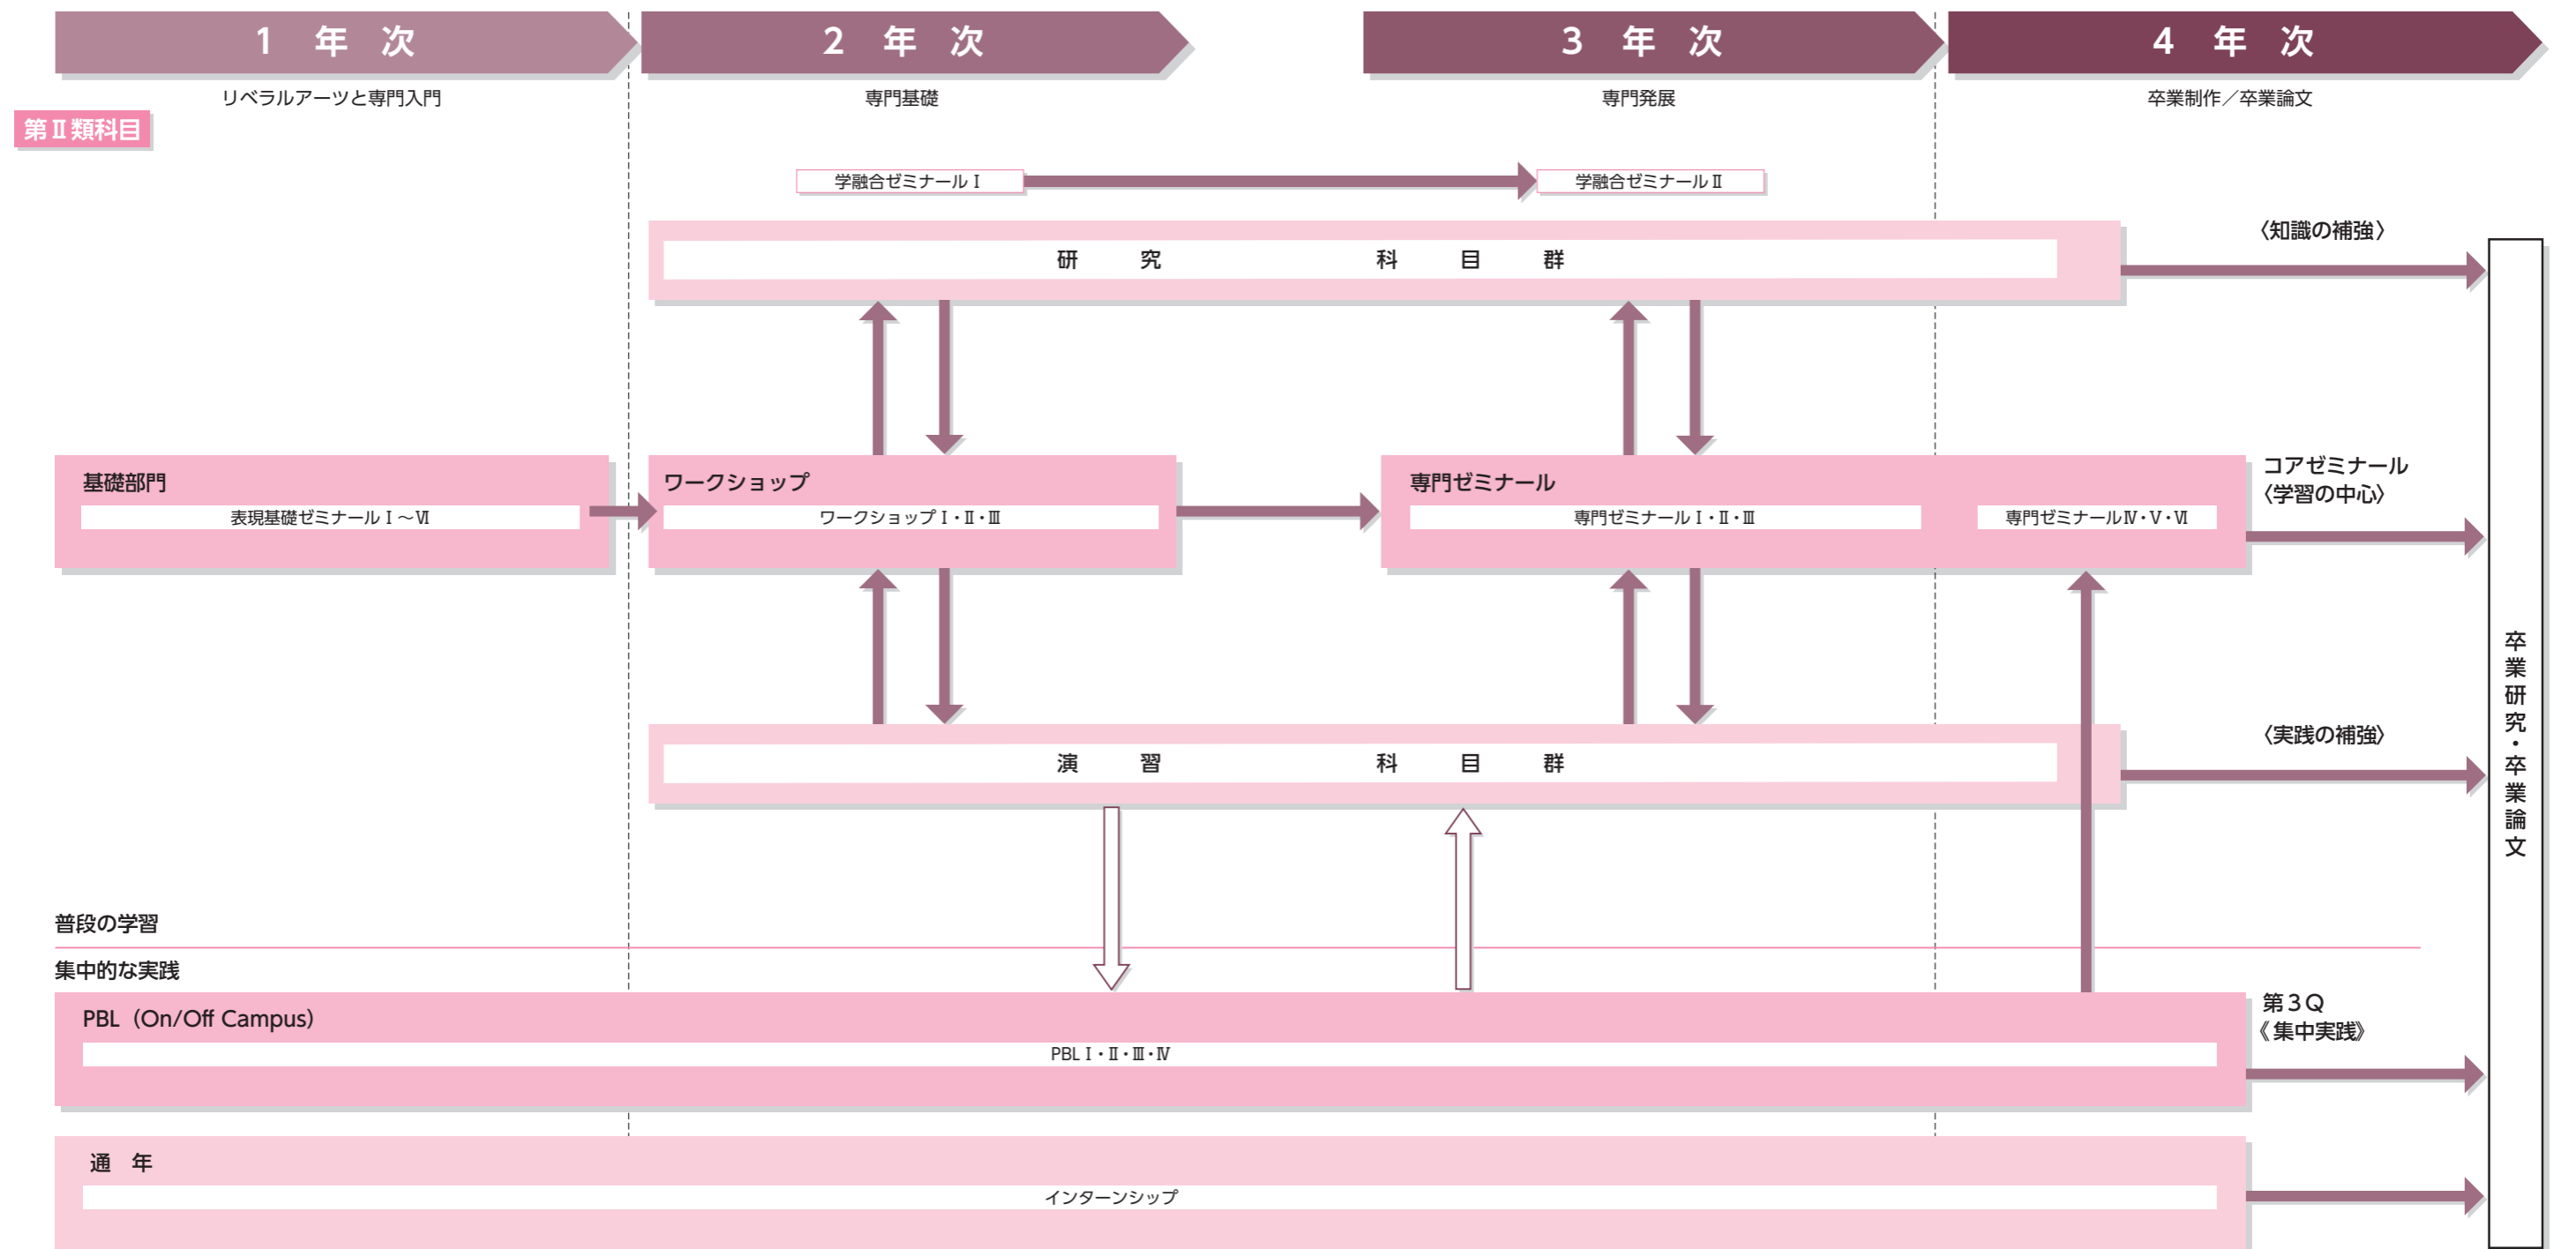 1 年 次
2 年 次
3 年 次
4 年 次
リベラルアーツと専門入門
専門基礎
専門発展
卒業制作／卒業論文
第Ⅱ類科目
学融合ゼミナールⅠ
学融合ゼミナールⅡ
研究科目群
〈知識の補強〉
基礎部門
表現基礎ゼミナールⅠ～Ⅵ
ワークショップ
ワークショップⅠ・Ⅱ・Ⅲ
専門ゼミナール
専門ゼミナールⅠ・Ⅱ・Ⅲ
専門ゼミナールⅣ・Ⅴ・Ⅵ
コアゼミナール
〈学習の中心〉
演習科目群
〈実践の補強〉
卒業研究・卒業論文
普段の学習
集中的な実践
PBL（On/Off Campus）
PBLⅠ・Ⅱ・Ⅲ・Ⅳ
第３Ｑ
《集中実践》
通 年
インターンシップ